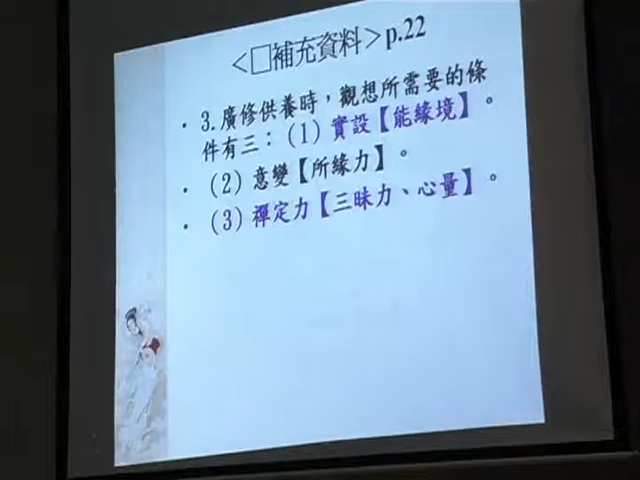 <□補充資料>p.22
• 3.廣修供養時，觀想所需要的條
件有三：(1) 實設【能緣境】。
• (2) 意變【所緣力】。
• (3) 禪定力【三昧力、心量】。